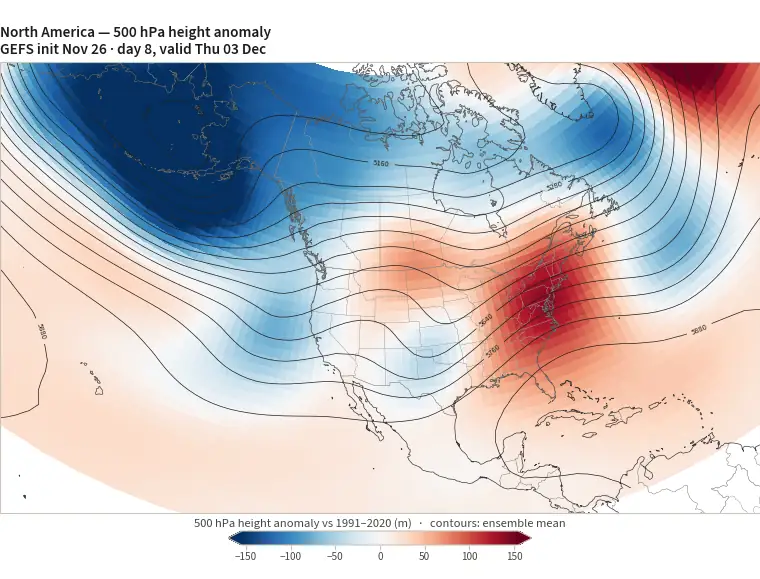 North America — 500 hPa height anomaly
GEFS init Nov 26 · day 8, valid Thu 03 Dec
5160
5280
5640
5760
5880
5880
500 hPa height anomaly vs 1991−2020 (m) · contours: ensemble mean
−150 −100 −50 0 50 100 150